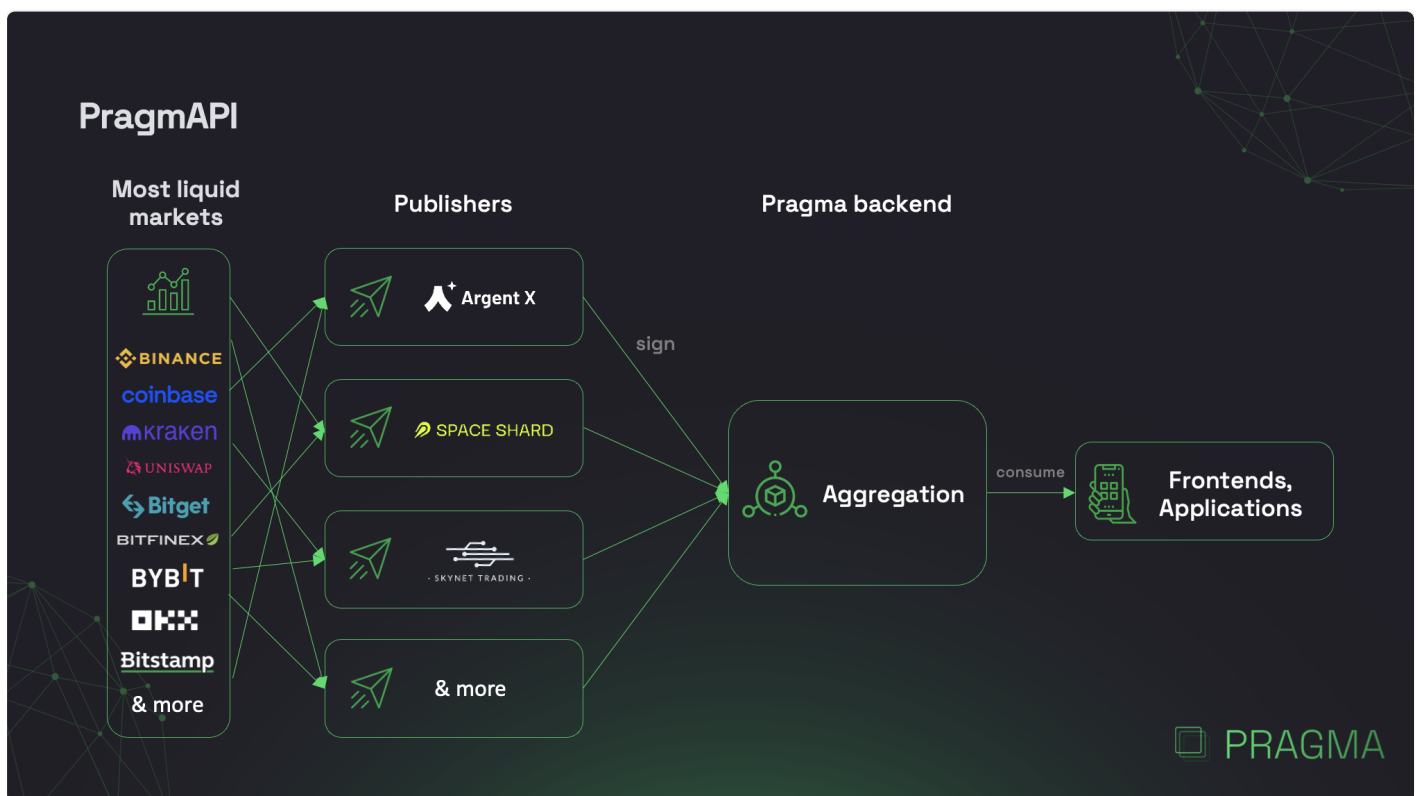 PragmAPI
Most liquid
markets
Publishers
Pragma backend
BINANCE
coinbase
kraken
UNISWAP
Bitget
BITFINEX
BYBIT
OKX
Bitstamp
& more
Argent X
SPACE SHARD
· SKYNET TRADING ·
& more
sign
Aggregation
consume
Frontends,
Applications
PRAGMA